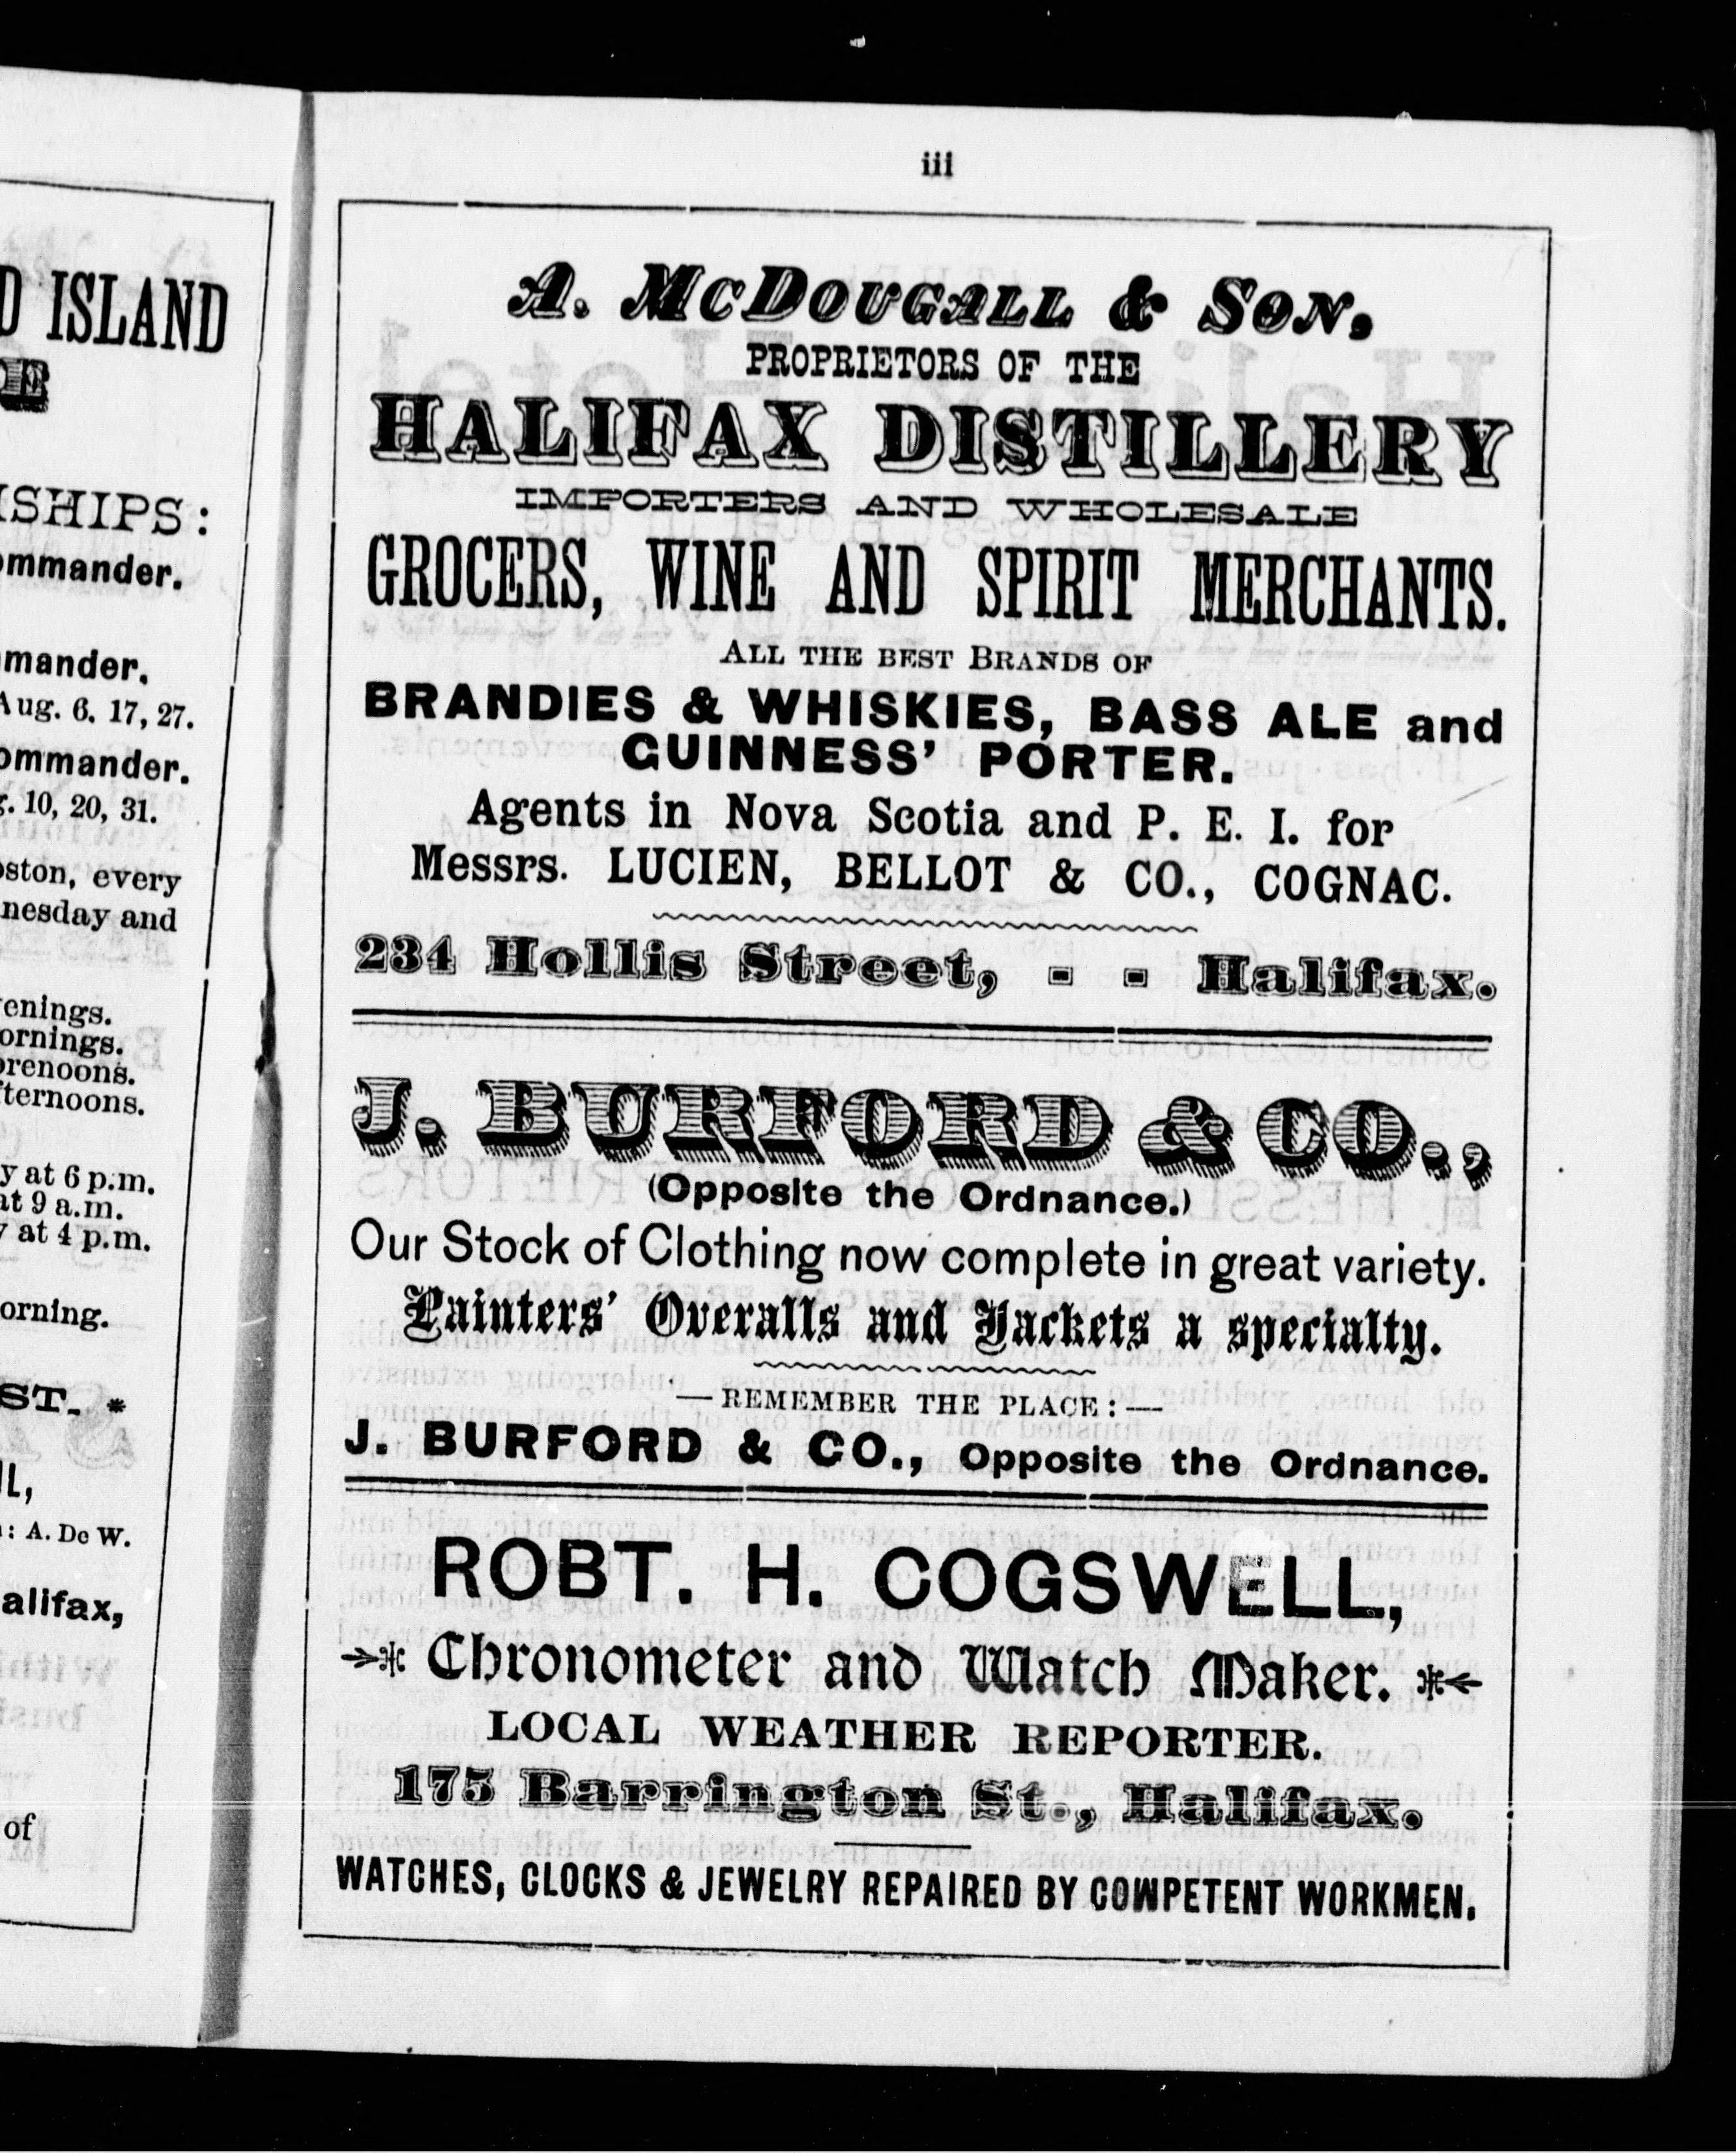 D ISLAND
ISHIPS:
ommander.
mander.
Aug. 6. 17, 27.
ommander.
10, 20, 31.
oston, every
nesday and
enings.
ornings.
orenoons.
ternoons.
y at 6 p.m.
at 9 a.m.
y at 4 p.m.
orning.
ST. *
: A. De W.
alifax,
of
iii
A. McDougall & Son,
PROPRIETORS OF THE
HALIFAX DISTILLERY
IMPORTERS AND WHOLESALE
GROCERS, WINE AND SPIRIT MERCHANTS.
ALL THE BEST BRANDS OF
BRANDIES & WHISKIES, BASS ALE and
GUINNESS' PORTER.
Agents in Nova Scotia and P. E. I. for
Messrs. LUCIEN, BELLOT & CO., COGNAC.
234 Hollis Street, - - Halifax.
J. BURFORD & CO.,
(Opposite the Ordnance.)
Our Stock of Clothing now complete in great variety.
Painters' Overalls and Jackets a specialty.
—REMEMBER THE PLACE:—
J. BURFORD & CO., Opposite the Ordnance.
ROBT. H. COGSWELL,
Chronometer and Watch Maker.
LOCAL WEATHER REPORTER.
175 Barrington St., Halifax.
WATCHES, CLOCKS & JEWELRY REPAIRED BY COWPETENT WORKMEN.